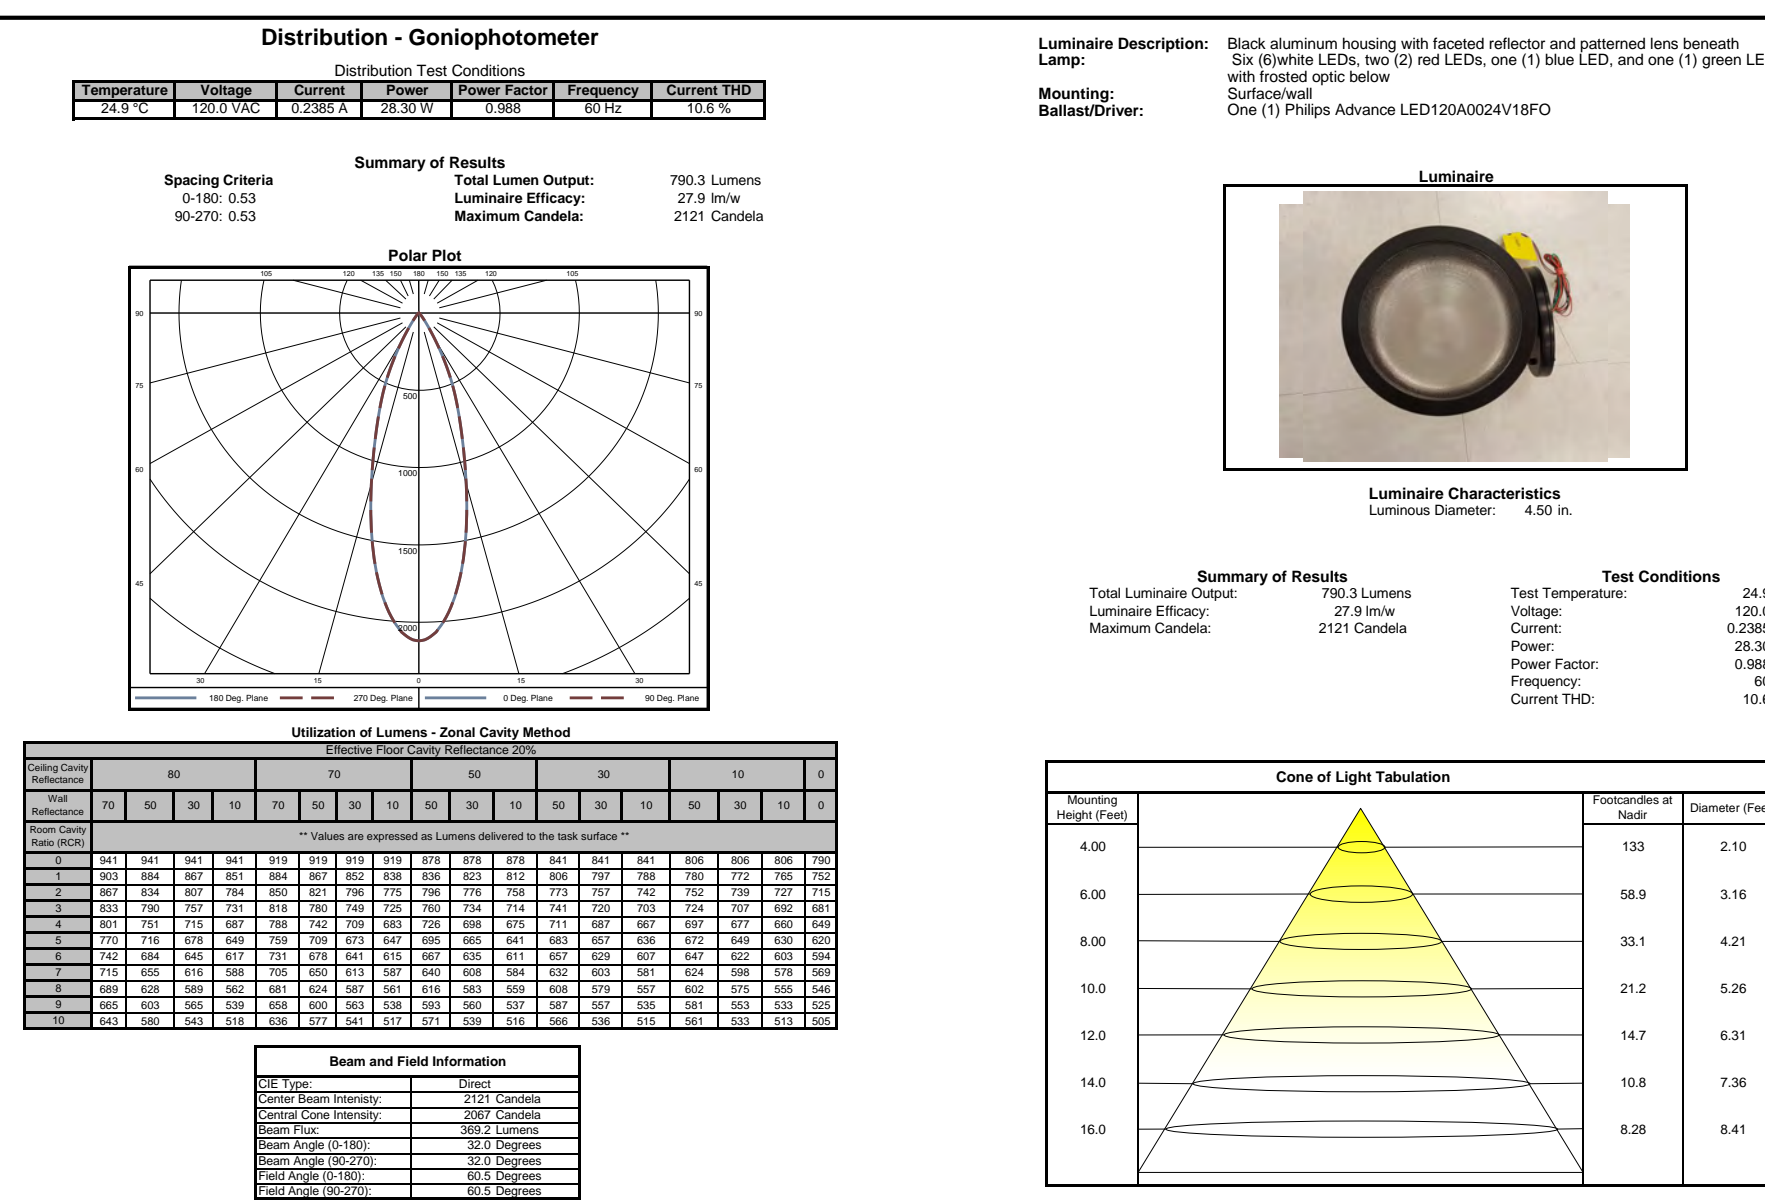 Distribution - Goniophotometer
Distribution Test Conditions
Temperature Voltage Current Power Power Factor Frequency Current THD
24.9 °C 120.0 VAC 0.2385 A 28.30 W 0.988 60 Hz 10.6 %
Summary of Results
Spacing Criteria Total Lumen Output: 790.3 Lumens
0-180: 0.53 Luminaire Efficacy: 27.9 lm/w
90-270: 0.53 Maximum Candela: 2121 Candela
Polar Plot
105 120 135 150 180 150 135 120 105
90 90
75 75
500
60 1000 60
1500
45 45
2000
30 15 0 15 30
180 Deg. Plane 270 Deg. Plane 0 Deg. Plane 90 Deg. Plane
Utilization of Lumens - Zonal Cavity Method
Effective Floor Cavity Reflectance 20%
Ceiling Cavity Reflectance 80 70 50 30 10 0
Wall Reflectance 70 50 30 10 70 50 30 10 50 30 10 50 30 10 50 30 10 0
Room Cavity Ratio (RCR) ** Values are expressed as Lumens delivered to the task surface **
0 941 941 941 941 919 919 919 919 878 878 878 841 841 841 806 806 806 790
1 903 884 867 851 884 867 852 838 836 823 812 806 797 788 780 772 765 752
2 867 834 807 784 850 821 796 775 796 776 758 773 757 742 752 739 727 715
3 833 790 757 731 818 780 749 725 760 734 714 741 720 703 724 707 692 681
4 801 751 715 687 788 742 709 683 726 698 675 711 687 667 697 677 660 649
5 770 716 678 649 759 709 673 647 695 665 641 683 657 636 672 649 630 620
6 742 684 645 617 731 678 641 615 667 635 611 657 629 607 647 622 603 594
7 715 655 616 588 705 650 613 587 640 608 584 632 603 581 624 598 578 569
8 689 628 589 562 681 624 587 561 616 583 559 608 579 557 602 575 555 546
9 665 603 565 539 658 600 563 538 593 560 537 587 557 535 581 553 533 525
10 643 580 543 518 636 577 541 517 571 539 516 566 536 515 561 533 513 505
Beam and Field Information
CIE Type: Direct
Center Beam Intenisty: 2121 Candela
Central Cone Intensity: 2067 Candela
Beam Flux: 369.2 Lumens
Beam Angle (0-180): 32.0 Degrees
Beam Angle (90-270): 32.0 Degrees
Field Angle (0-180): 60.5 Degrees
Field Angle (90-270): 60.5 Degrees
Luminaire Description: Black aluminum housing with faceted reflector and patterned lens beneath
Lamp: Six (6)white LEDs, two (2) red LEDs, one (1) blue LED, and one (1) green LE
with frosted optic below
Mounting: Surface/wall
Ballast/Driver: One (1) Philips Advance LED120A0024V18FO
Luminaire
Luminaire Characteristics
Luminous Diameter: 4.50 in.
Summary of Results
Total Luminaire Output: 790.3 Lumens
Luminaire Efficacy: 27.9 lm/w
Maximum Candela: 2121 Candela
Test Conditions
Test Temperature: 24.9
Voltage: 120.0
Current: 0.2385
Power: 28.30
Power Factor: 0.988
Frequency: 60
Current THD: 10.6
Cone of Light Tabulation
Mounting Height (Feet) Footcandles at Nadir Diameter (Fee
4.00 133 2.10
6.00 58.9 3.16
8.00 33.1 4.21
10.0 21.2 5.26
12.0 14.7 6.31
14.0 10.8 7.36
16.0 8.28 8.41